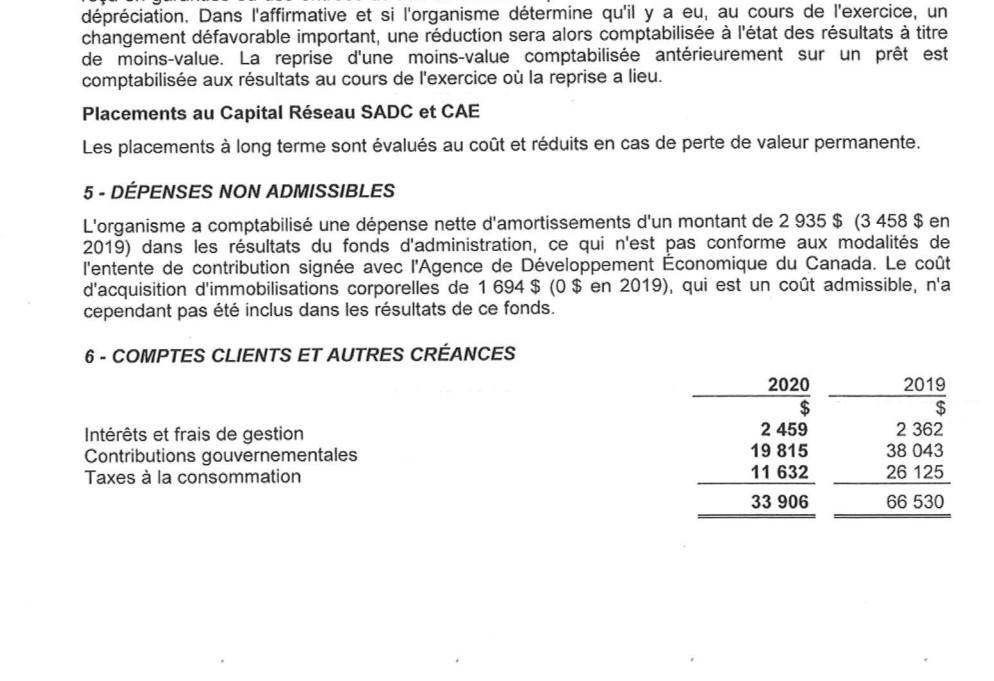 dépréciation. Dans l'affirmative et si l'organisme détermine qu'il y a eu, au cours de l'exercice, un
changement défavorable important, une réduction sera alors comptabilisée à l'état des résultats à titre
de moins-value. La reprise d'une moins-value comptabilisée antérieurement sur un prêt est
comptabilisée aux résultats au cours de l'exercice où la reprise a lieu.
Placements au Capital Réseau SADC et CAE
Les placements à long terme sont évalués au coût et réduits en cas de perte de valeur permanente.
5 - DÉPENSES NON ADMISSIBLES
L'organisme a comptabilisé une dépense nette d'amortissements d'un montant de 2 935 $ (3 458 $ en
2019) dans les résultats du fonds d'administration, ce qui n'est pas conforme aux modalités de
l'entente de contribution signée avec l'Agence de Développement Économique du Canada. Le coût
d'acquisition d'immobilisations corporelles de 1 694 $ (0 $ en 2019), qui est un coût admissible, n'a
cependant pas été inclus dans les résultats de ce fonds.
6 - COMPTES CLIENTS ET AUTRES CRÉANCES
2020 2019
$ $
Intérêts et frais de gestion 2 459 2 362
Contributions gouvernementales 19 815 38 043
Taxes à la consommation 11 632 26 125
33 906 66 530